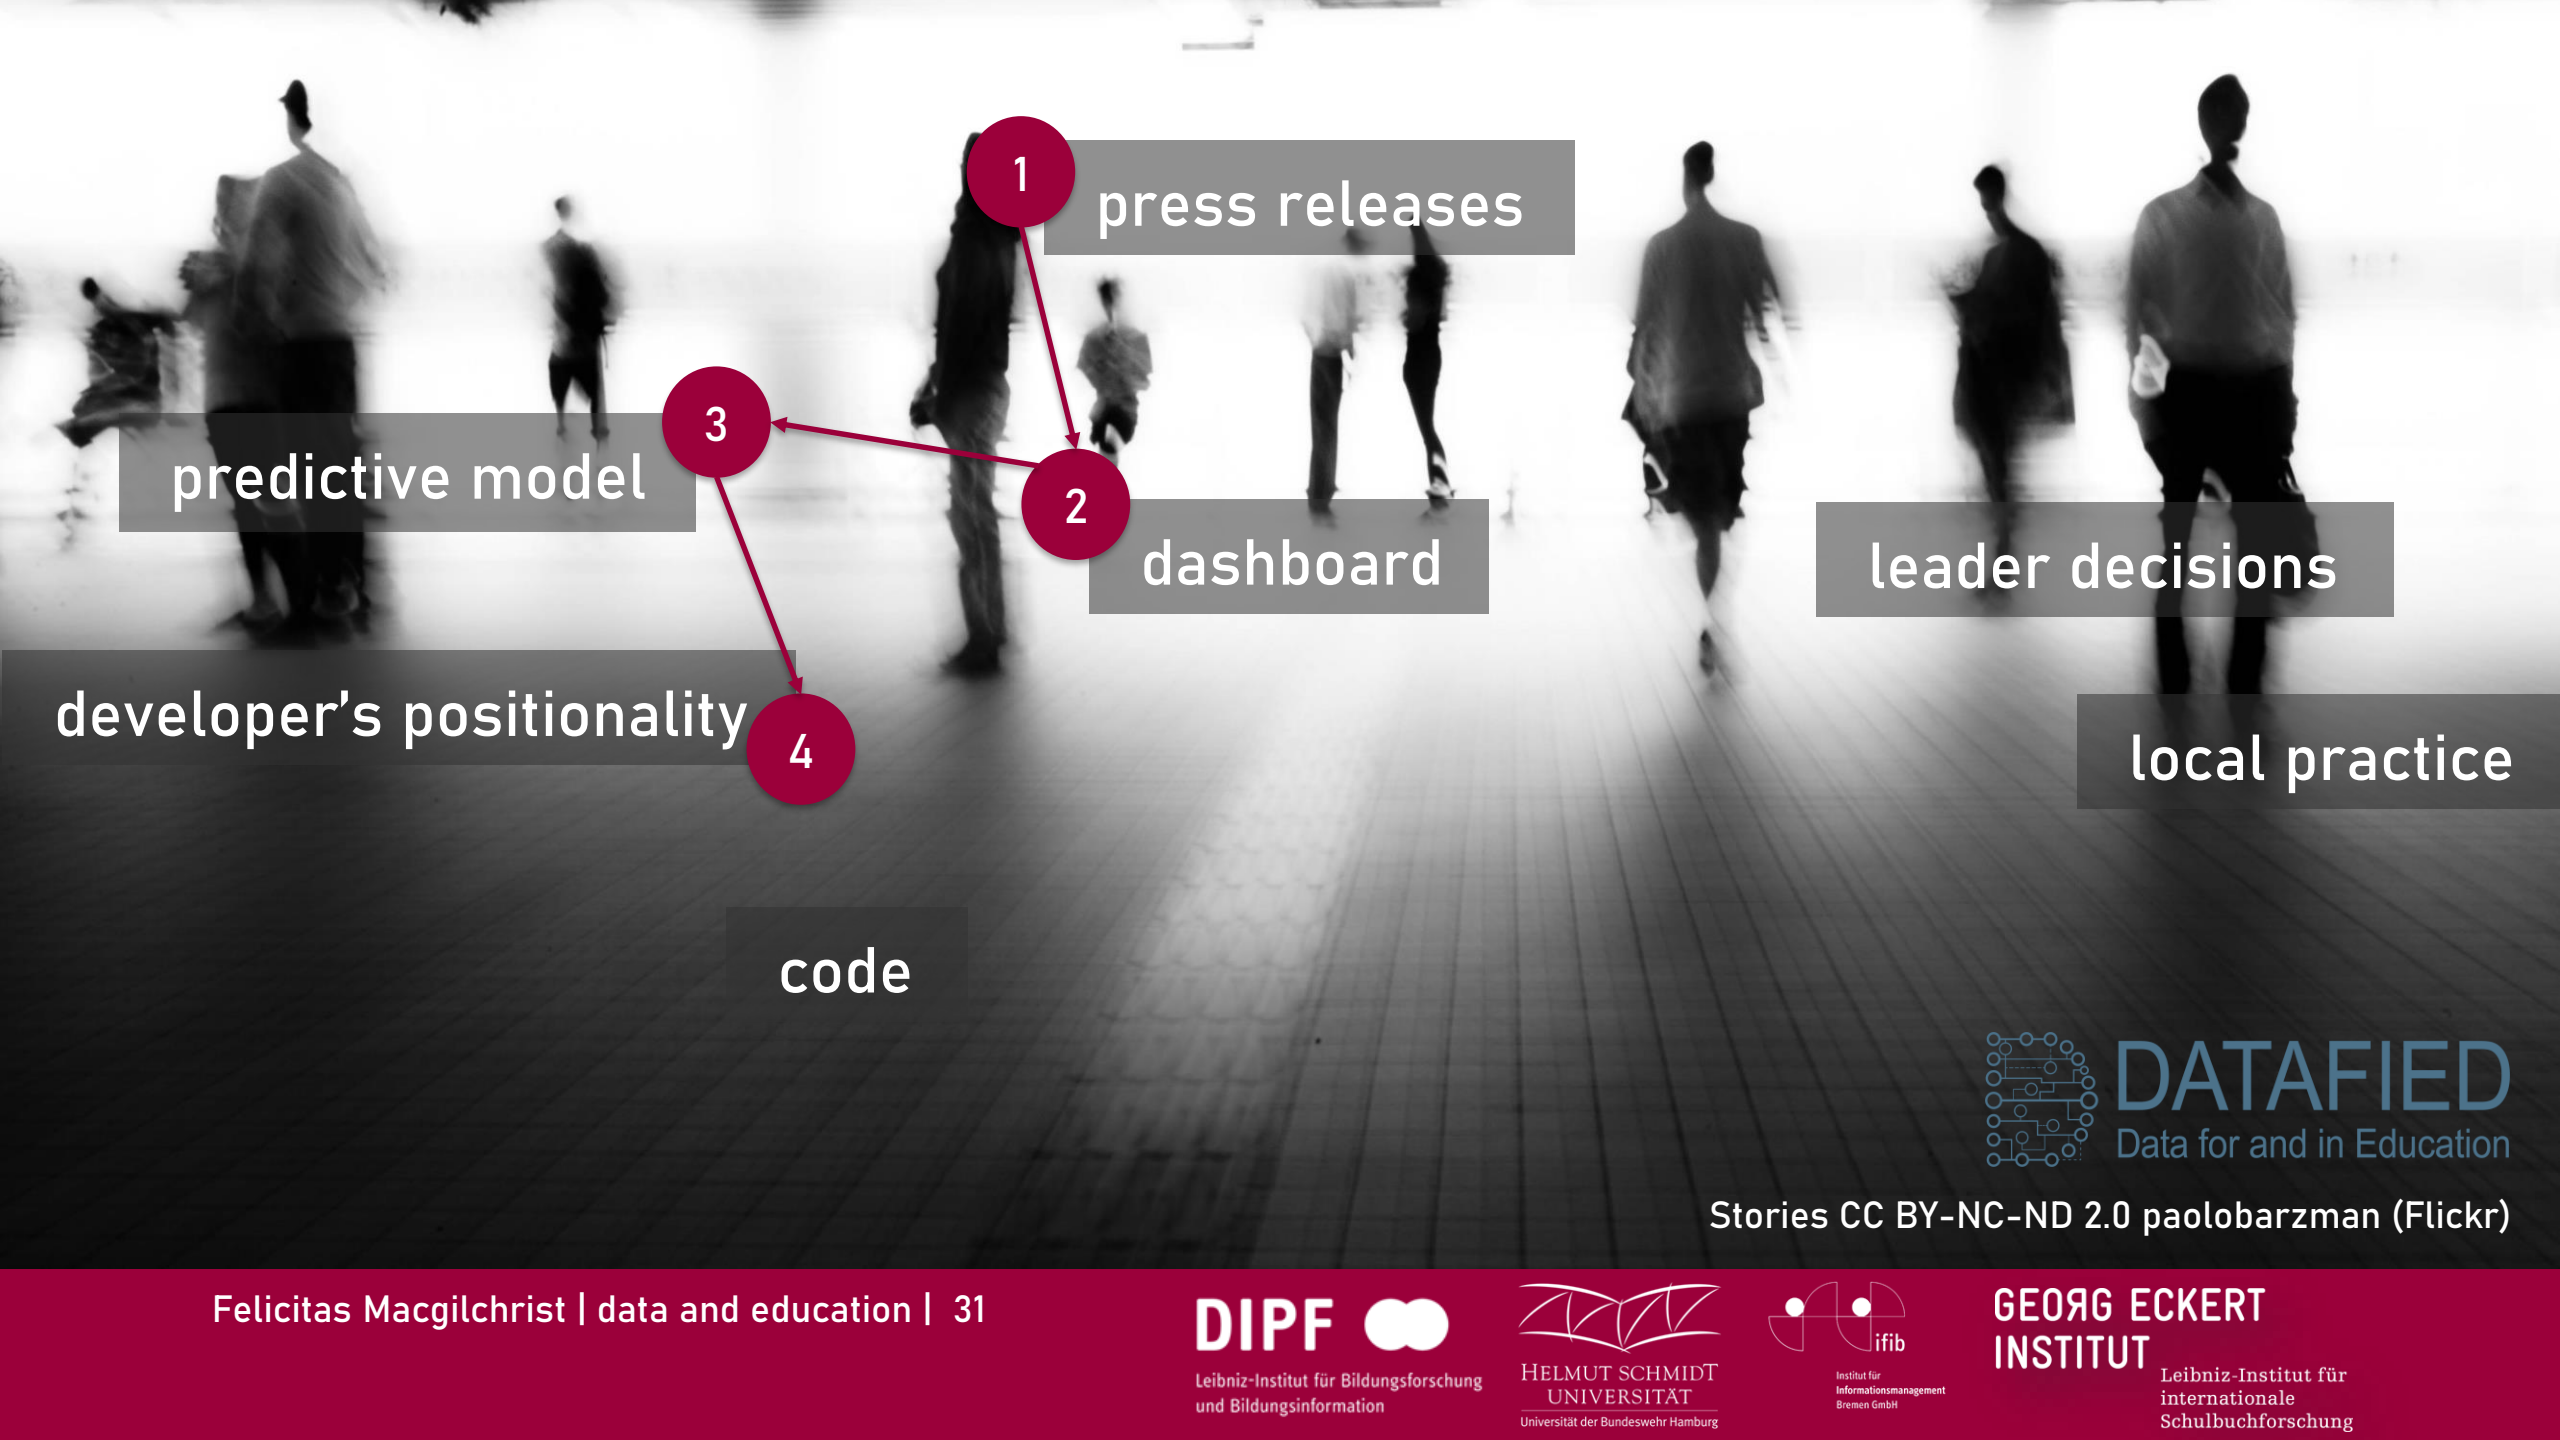 1
press releases
3
predictive model
2
dashboard
leader decisions
developer’s positionality
4
local practice
code
DATAFIED
Data for and in Education
Stories CC BY-NC-ND 2.0 paolobarzman (Flickr)
Felicitas Macgilchrist | data and education | 31
DIPF
Leibniz-Institut für Bildungsforschung
und Bildungsinformation
HELMUT SCHMIDT
UNIVERSITÄT
Universität der Bundeswehr Hamburg
ifib
Institut für
Informationsmanagement
Bremen GmbH
GEORG ECKERT
INSTITUT
Leibniz-Institut für
internationale
Schulbuchforschung